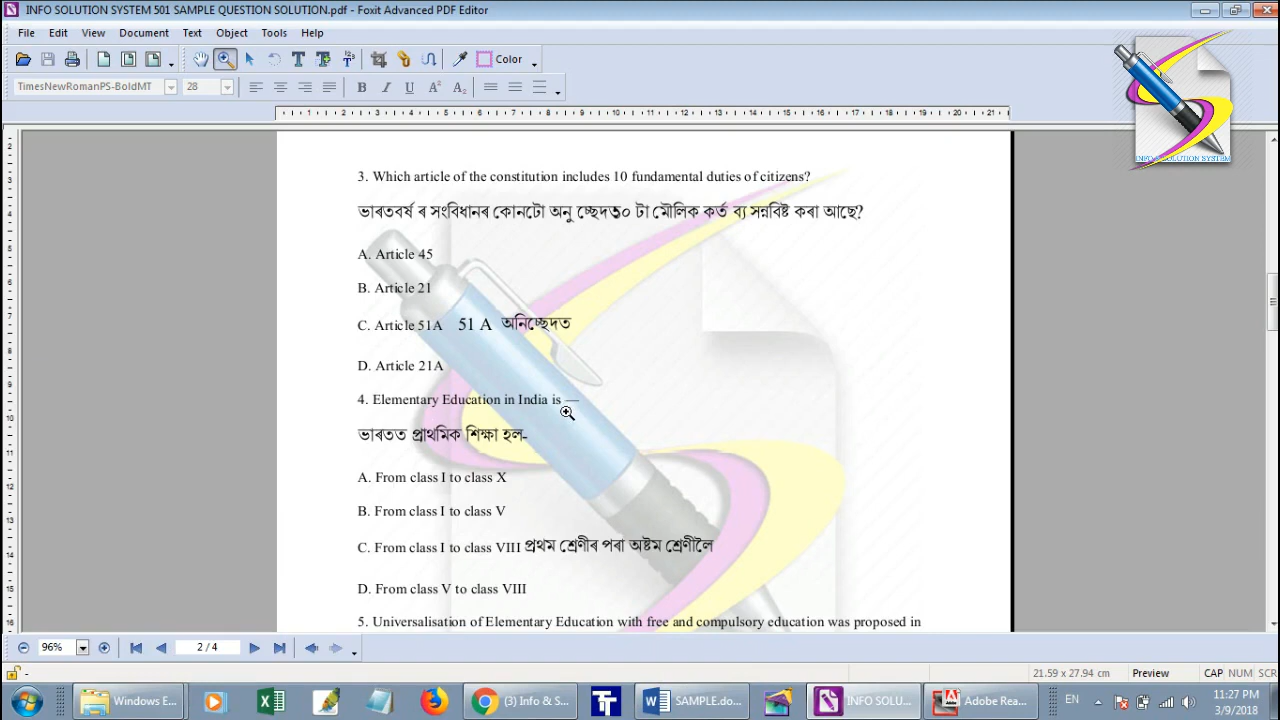 INFO SOLUTION SYSTEM 501 SAMPLE QUESTION SOLUTION.pdf - Foxit Advanced PDF Editor
File Edit View Document Text Object Tools Help
Color
TimesNewRomanPS-BoldMT 28
INFO SOLUTION SYSTEM
3. Which article of the constitution includes 10 fundamental duties of citizens?
ভাৰতবৰ্ষ ৰ সংবিধানৰ কোনটো অনু চ্ছেদত১০ টা মৌলিক কৰ্ত ব্য সন্নবিষ্ট কৰা আছে?
A. Article 45
B. Article 21
C. Article 51A 51 A অনিচ্ছেদত
D. Article 21A
4. Elementary Education in India is —
ভাৰতত প্ৰাথমিক শিক্ষা হল-
A. From class I to class X
B. From class I to class V
C. From class I to class VIII প্ৰথম শ্ৰেণীৰ পৰা অষ্টম শ্ৰেণীলৈ
D. From class V to class VIII
5. Universalisation of Elementary Education with free and compulsory education was proposed in
96% 2 / 4
21.59 x 27.94 cm Preview CAP NUM SCR
Windows E... (3) Info & S... SAMPLE.do... INFO SOLU... Adobe Rea... EN 11:27 PM
3/9/2018